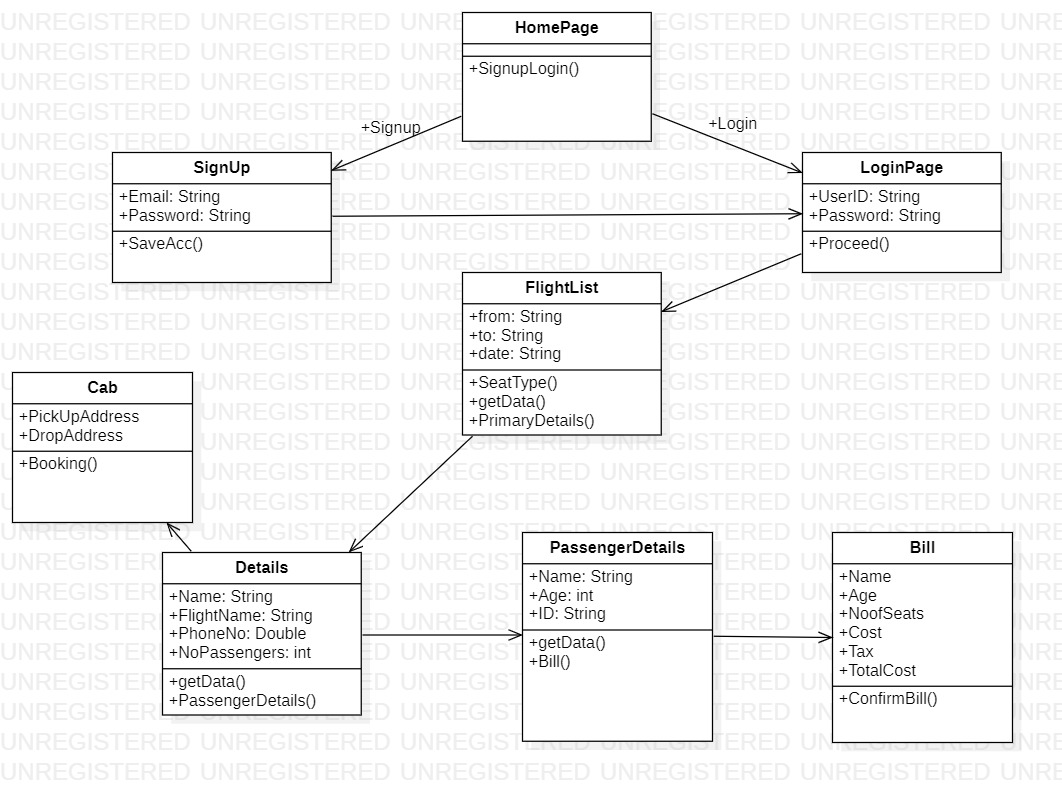 HomePage
+SignupLogin()
+Signup
+Login
SignUp
+Email: String
+Password: String
+SaveAcc()
LoginPage
+UserID: String
+Password: String
+Proceed()
FlightList
+from: String
+to: String
+date: String
+SeatType()
+getData()
+PrimaryDetails()
Cab
+PickUpAddress
+DropAddress
+Booking()
Details
+Name: String
+FlightName: String
+PhoneNo: Double
+NoPassengers: int
+getData()
+PassengerDetails()
PassengerDetails
+Name: String
+Age: int
+ID: String
+getData()
+Bill()
Bill
+Name
+Age
+NoofSeats
+Cost
+Tax
+TotalCost
+ConfirmBill()
UNREGISTERED